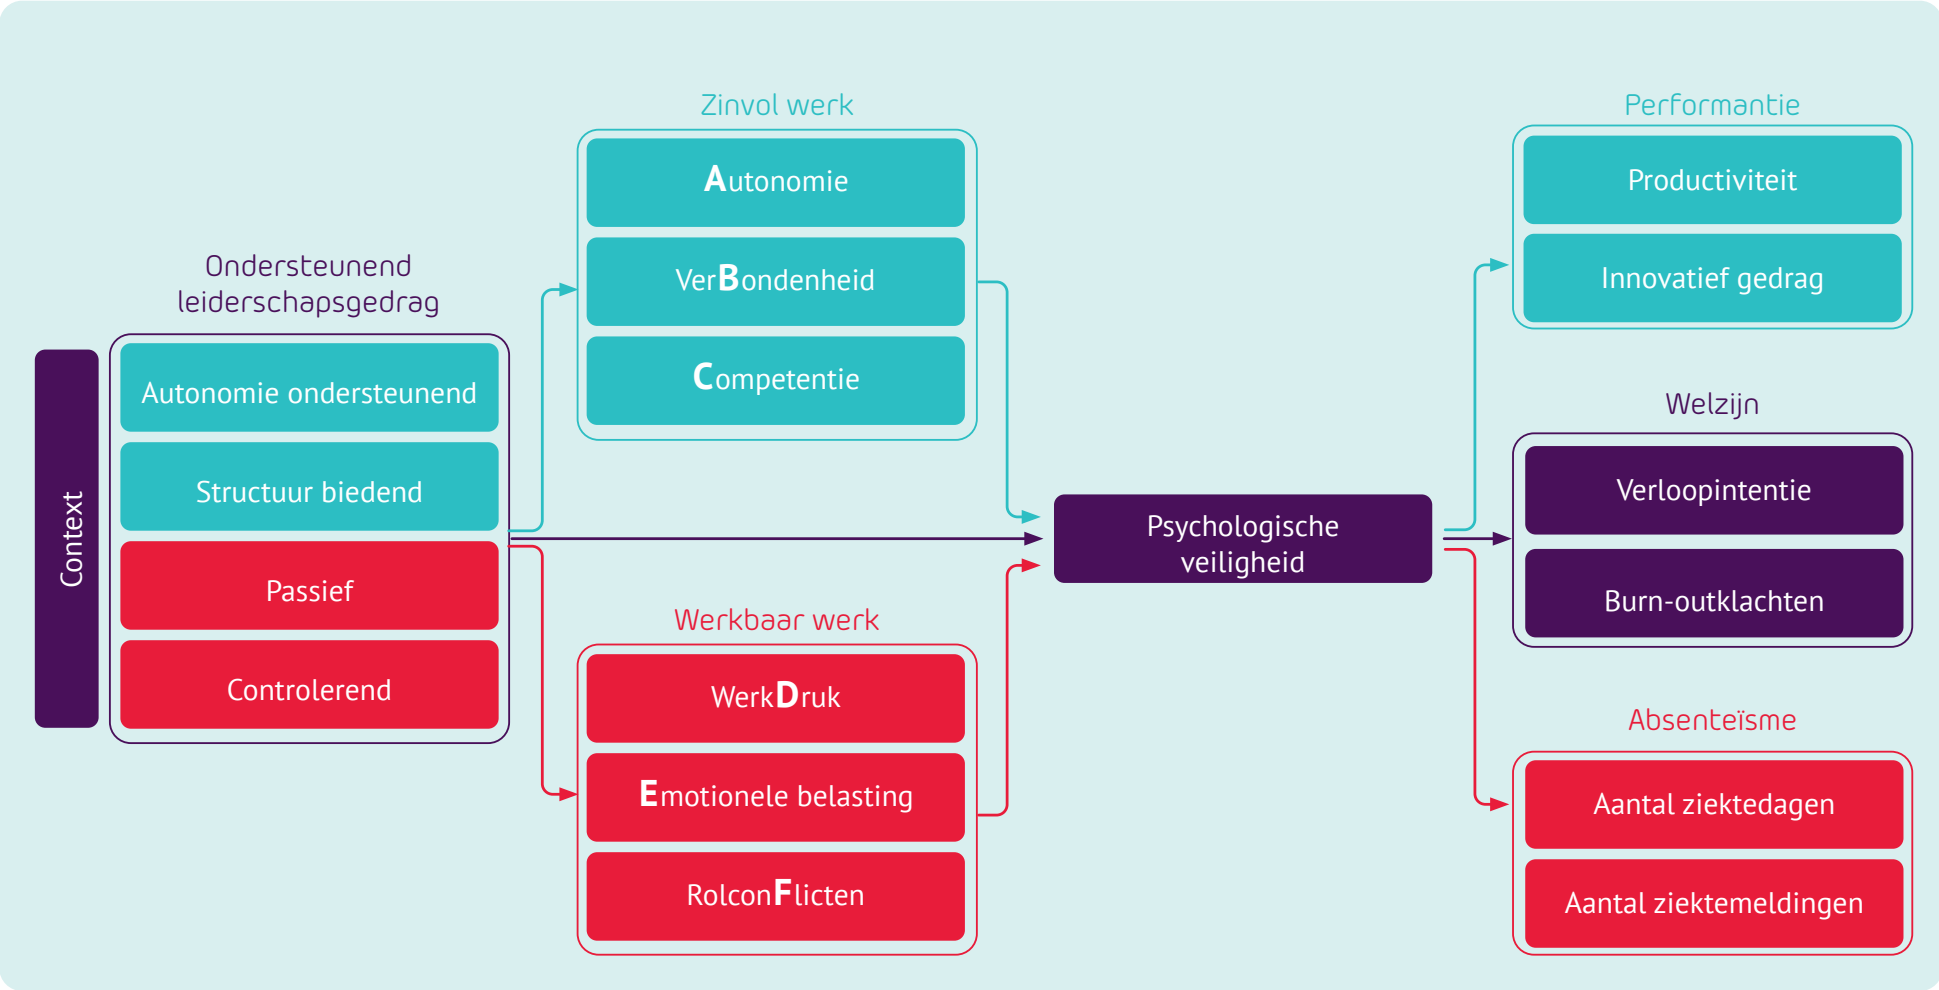 Context
Ondersteunend
leiderschapsgedrag
Autonomie ondersteunend
Structuur biedend
Passief
Controlerend
Zinvol werk
Autonomie
VerBondenheid
Competentie
Werkbaar werk
WerkDruk
Emotionele belasting
RolconFlicten
Psychologische
veiligheid
Performantie
Productiviteit
Innovatief gedrag
Welzijn
Verloopintentie
Burn-outklachten
Absenteïsme
Aantal ziektedagen
Aantal ziektemeldingen